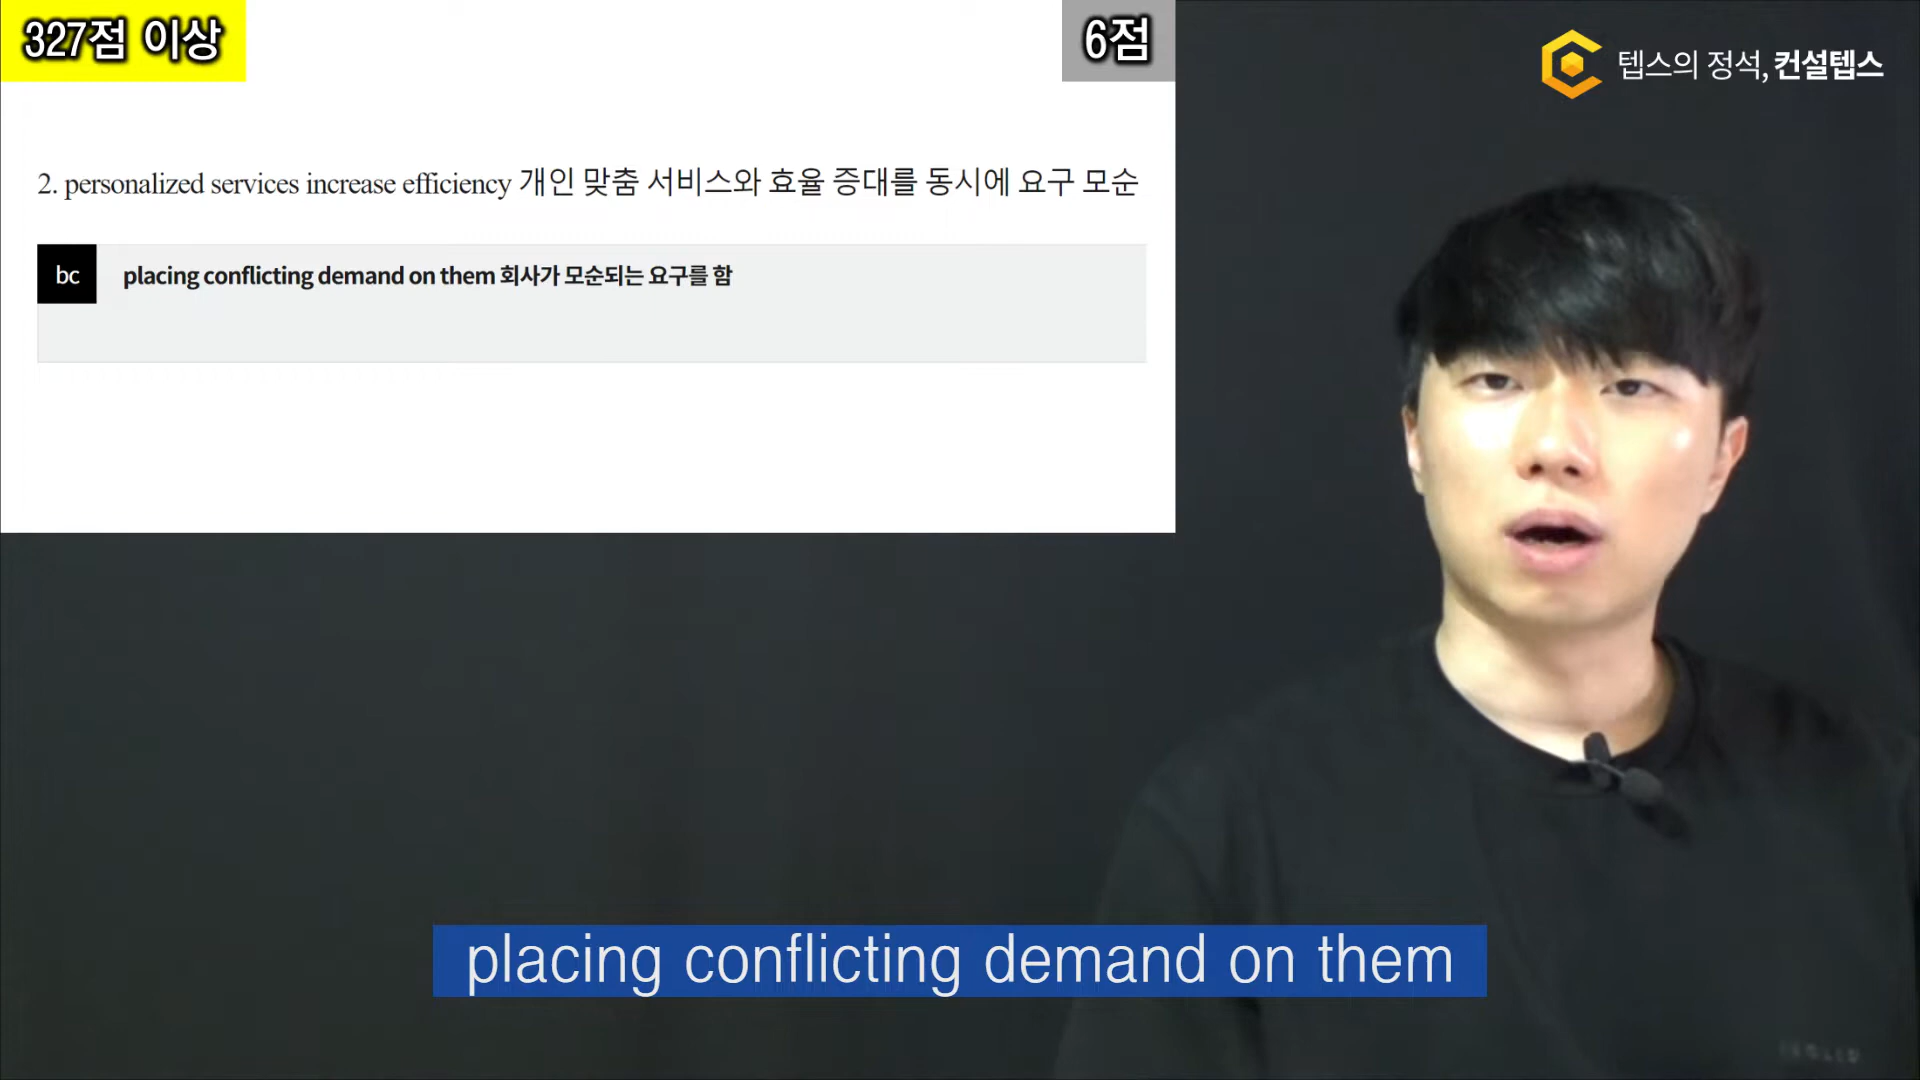 327점 이상
6점
텝스의 정석, 컨설텝스
2. personalized services increase efficiency 개인 맞춤 서비스와 효율 증대를 동시에 요구 모순
bc
placing conflicting demand on them 회사가 모순되는 요구를 함
placing conflicting demand on them